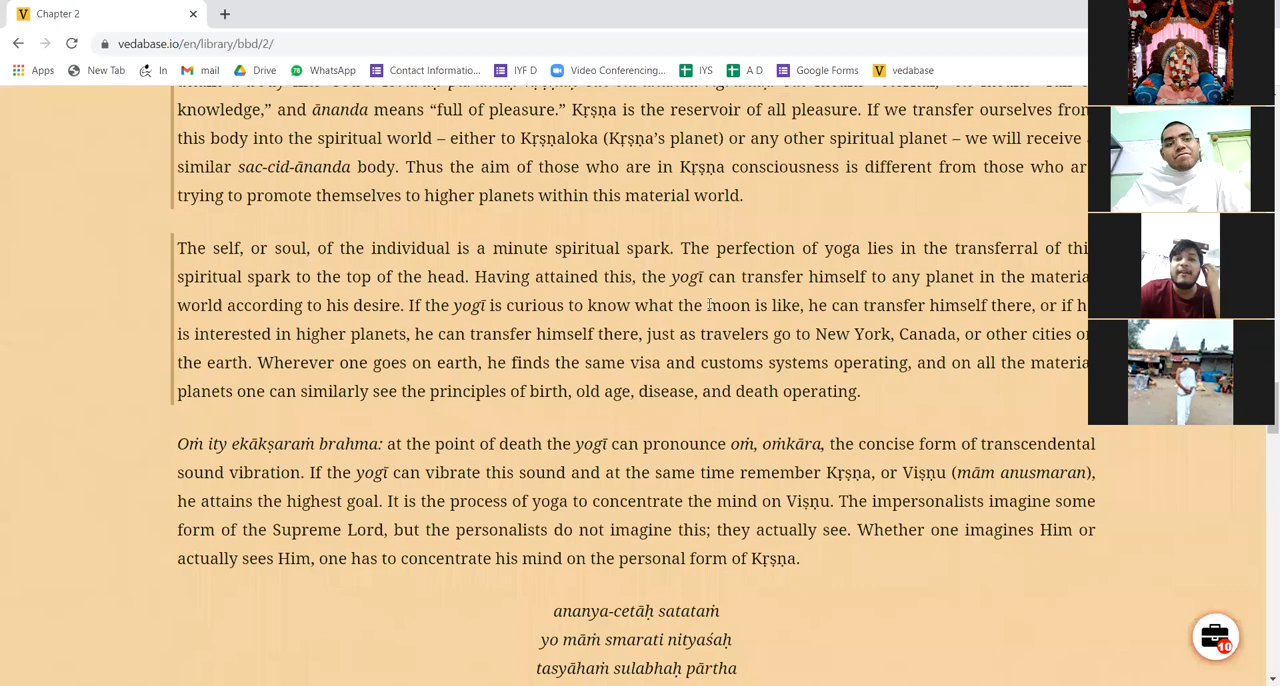 Chapter 2
vedabase.io/en/library/bbd/2/
Apps New Tab In mail Drive WhatsApp Contact Informatio... IYF D Video Conferencing... IYS A D Google Forms vedabase
knowledge,” and ānanda means “full of pleasure.” Kṛṣṇa is the reservoir of all pleasure. If we transfer ourselves from
this body into the spiritual world – either to Kṛṣṇaloka (Kṛṣṇa’s planet) or any other spiritual planet – we will receive
similar sac-cid-ānanda body. Thus the aim of those who are in Kṛṣṇa consciousness is different from those who ar
trying to promote themselves to higher planets within this material world.
The self, or soul, of the individual is a minute spiritual spark. The perfection of yoga lies in the transferral of thi
spiritual spark to the top of the head. Having attained this, the yogī can transfer himself to any planet in the materia
world according to his desire. If the yogī is curious to know what the moon is like, he can transfer himself there, or if h
is interested in higher planets, he can transfer himself there, just as travelers go to New York, Canada, or other cities on
the earth. Wherever one goes on earth, he finds the same visa and customs systems operating, and on all the materia
planets one can similarly see the principles of birth, old age, disease, and death operating.
Oṁ ity ekākṣaraṁ brahma: at the point of death the yogī can pronounce oṁ, oṁkāra, the concise form of transcendental
sound vibration. If the yogī can vibrate this sound and at the same time remember Kṛṣṇa, or Viṣṇu (mām anusmaran),
he attains the highest goal. It is the process of yoga to concentrate the mind on Viṣṇu. The impersonalists imagine some
form of the Supreme Lord, but the personalists do not imagine this; they actually see. Whether one imagines Him or
actually sees Him, one has to concentrate his mind on the personal form of Kṛṣṇa.
ananya-cetāḥ satataṁ
yo māṁ smarati nityaśaḥ
tasyāhaṁ sulabhaḥ pārtha
10